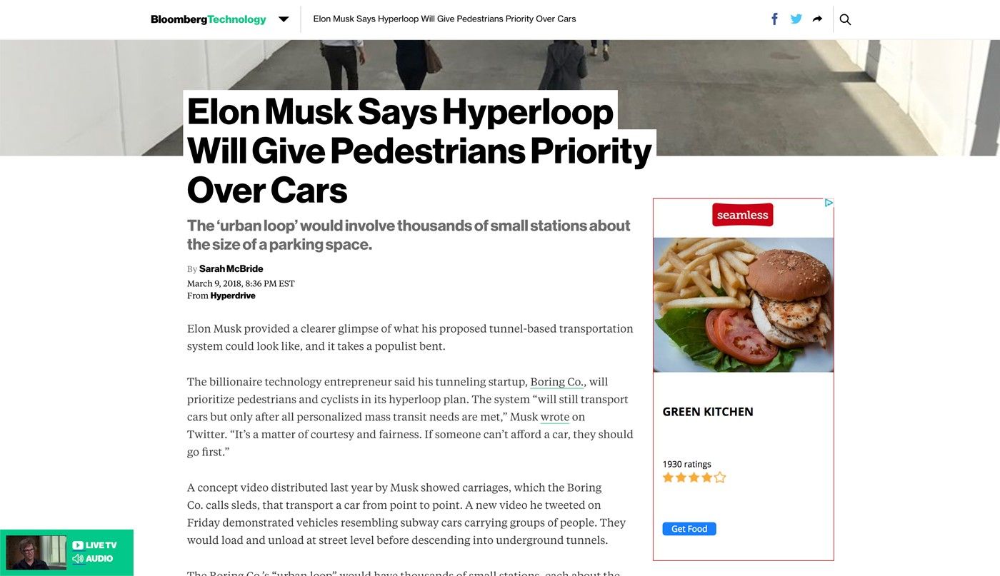 BloombergTechnology
Elon Musk Says Hyperloop Will Give Pedestrians Priority Over Cars
Elon Musk Says Hyperloop
Will Give Pedestrians Priority
Over Cars
The ‘urban loop’ would involve thousands of small stations about
the size of a parking space.
By Sarah McBride
March 9, 2018, 8:36 PM EST
From Hyperdrive
Elon Musk provided a clearer glimpse of what his proposed tunnel-based transportation
system could look like, and it takes a populist bent.
The billionaire technology entrepreneur said his tunneling startup, Boring Co., will
prioritize pedestrians and cyclists in its hyperloop plan. The system “will still transport
cars but only after all personalized mass transit needs are met,” Musk wrote on
Twitter. “It’s a matter of courtesy and fairness. If someone can’t afford a car, they should
go first.”
A concept video distributed last year by Musk showed carriages, which the Boring
Co. calls sleds, that transport a car from point to point. A new video he tweeted on
Friday demonstrated vehicles resembling subway cars carrying groups of people. They
would load and unload at street level before descending into underground tunnels.
The Boring Co.’s “urban loop” would have thousands of small stations, each about the
seamless
GREEN KITCHEN
1930 ratings
Get Food
LIVE TV
AUDIO